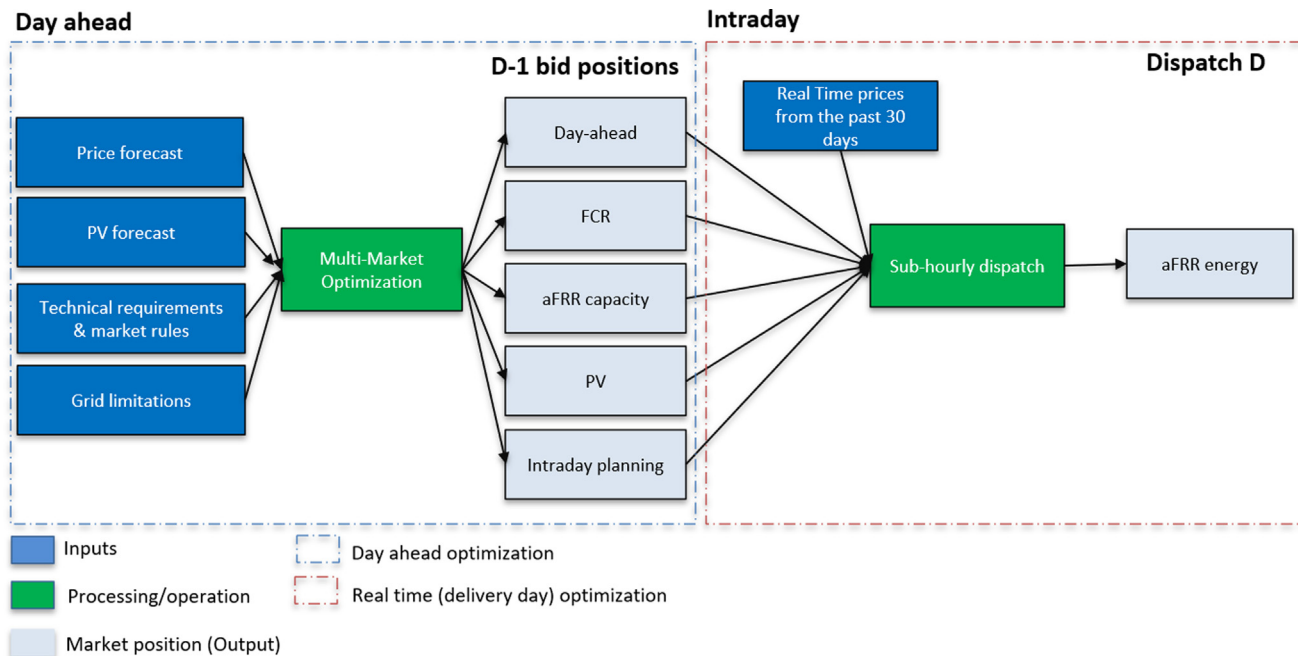 Day ahead
Intraday
D-1 bid positions
Dispatch D
Price forecast
PV forecast
Technical requirements
& market rules
Grid limitations
Multi-Market
Optimization
Day-ahead
FCR
aFRR capacity
PV
Intraday planning
Real Time prices
from the past 30
days
Sub-hourly dispatch
aFRR energy
Inputs
Processing/operation
Market position (Output)
Day ahead optimization
Real time (delivery day) optimization